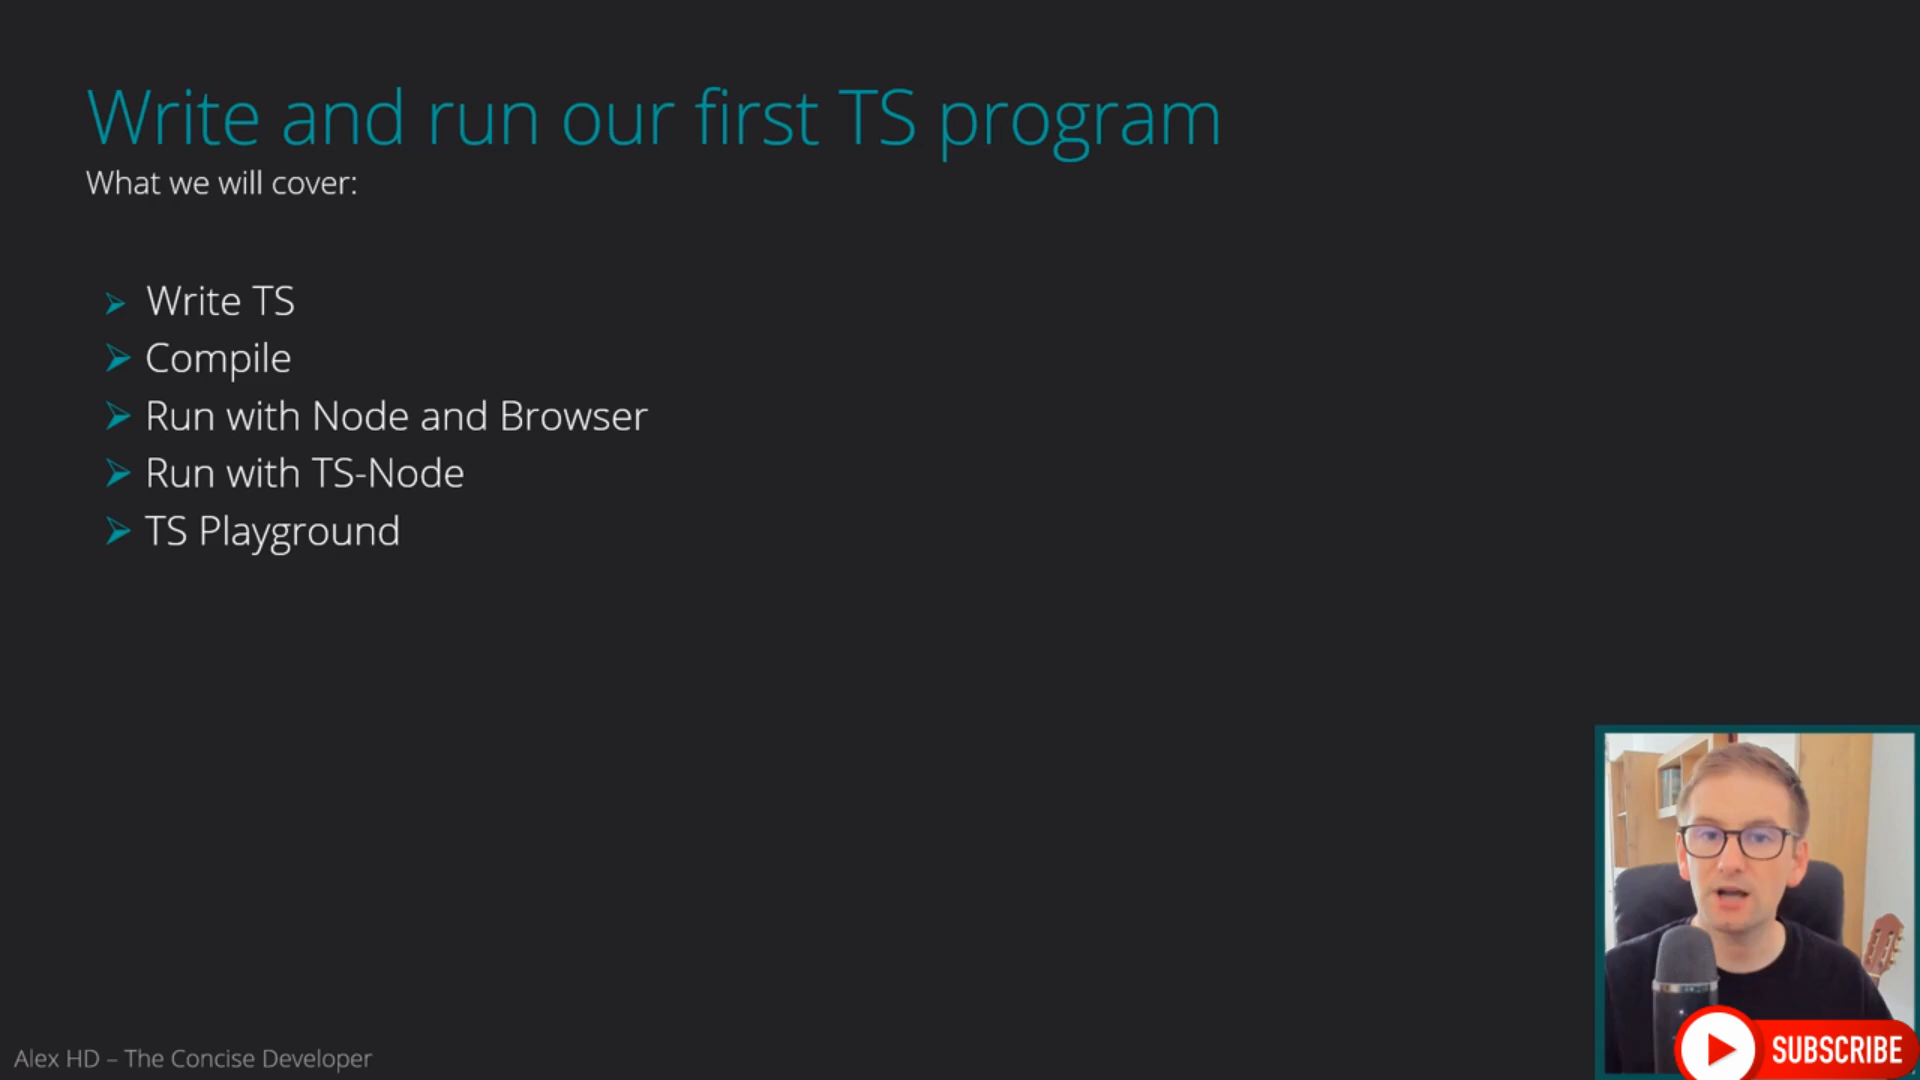 Write and run our first TS program
What we will cover:
Write TS
Compile
Run with Node and Browser
Run with TS-Node
TS Playground
Alex HD – The Concise Developer
SUBSCRIBE